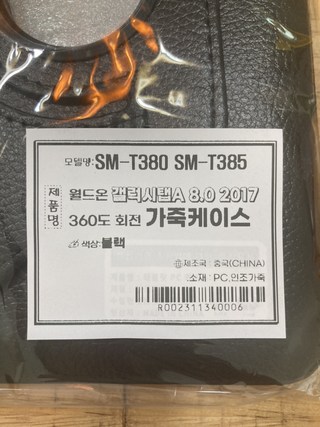 모델명: SM-T380 SM-T385
제품명
월드온 갤럭시탭A 8.0 2017
360도 회전 가죽케이스
색상: 블랙
제조국 : 중국(CHINA)
소재 : PC, 인조가죽
R002311340006